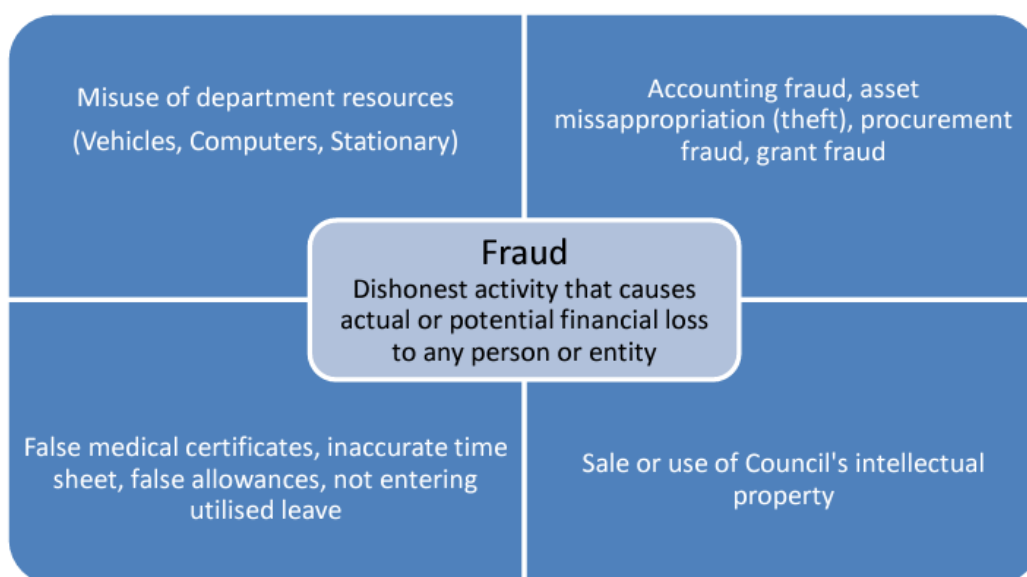 Misuse of department resources
(Vehicles, Computers, Stationary)
Accounting fraud, asset
missappropriation (theft), procurement
fraud, grant fraud
Fraud
Dishonest activity that causes
actual or potential financial loss
to any person or entity
False medical certificates, inaccurate time
sheet, false allowances, not entering
utilised leave
Sale or use of Council's intellectual
property